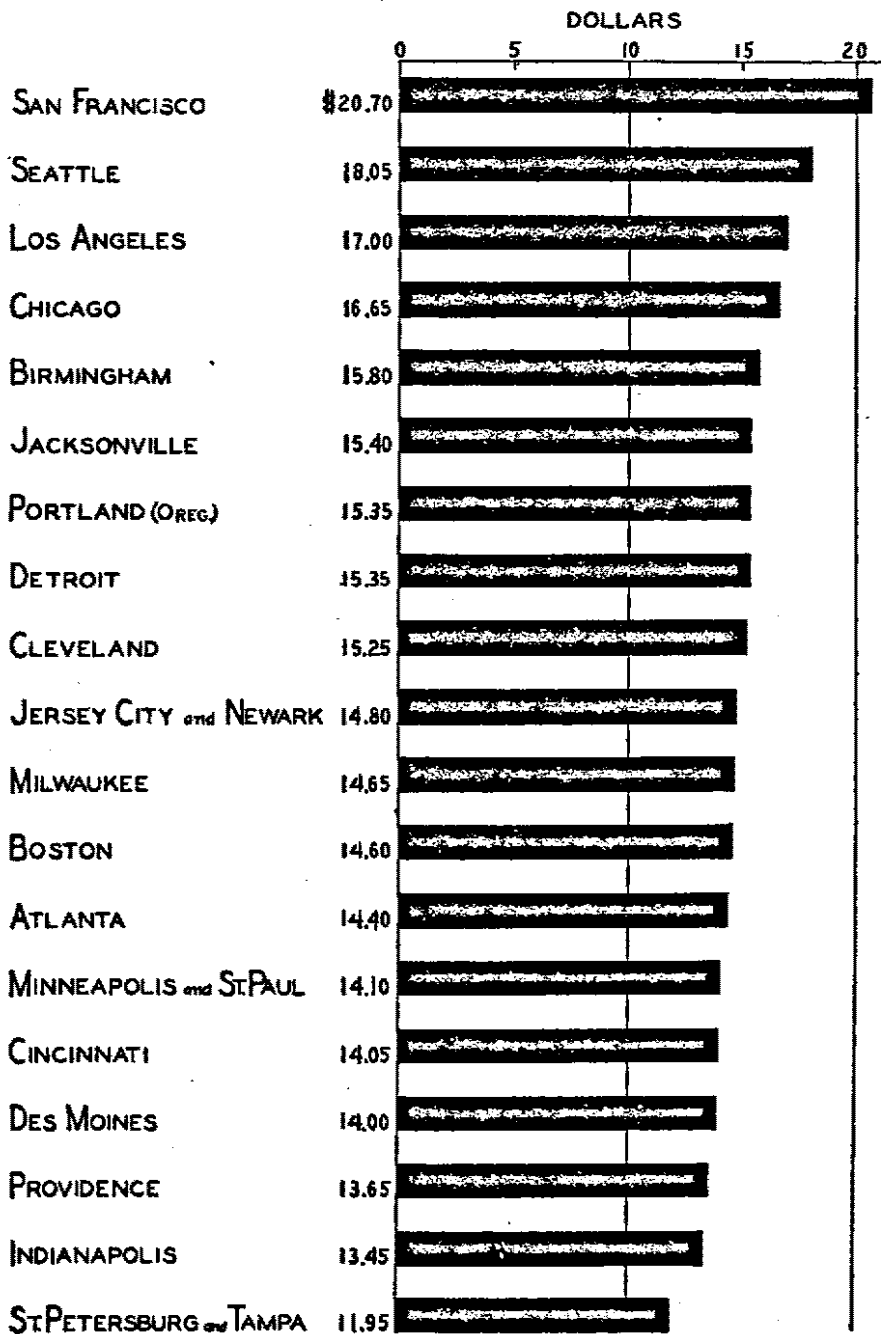 DOLLARS
0 5 10 15 20
SAN FRANCISCO $20.70
SEATTLE 18.05
LOS ANGELES 17.00
CHICAGO 16.65
BIRMINGHAM 15.80
JACKSONVILLE 15.40
PORTLAND (OREG.) 15.35
DETROIT 15.35
CLEVELAND 15.25
JERSEY CITY and NEWARK 14.80
MILWAUKEE 14.65
BOSTON 14.60
ATLANTA 14.40
MINNEAPOLIS and ST. PAUL 14.10
CINCINNATI 14.05
DES MOINES 14.00
PROVIDENCE 13.65
INDIANAPOLIS 13.45
ST. PETERSBURG and TAMPA 11.95